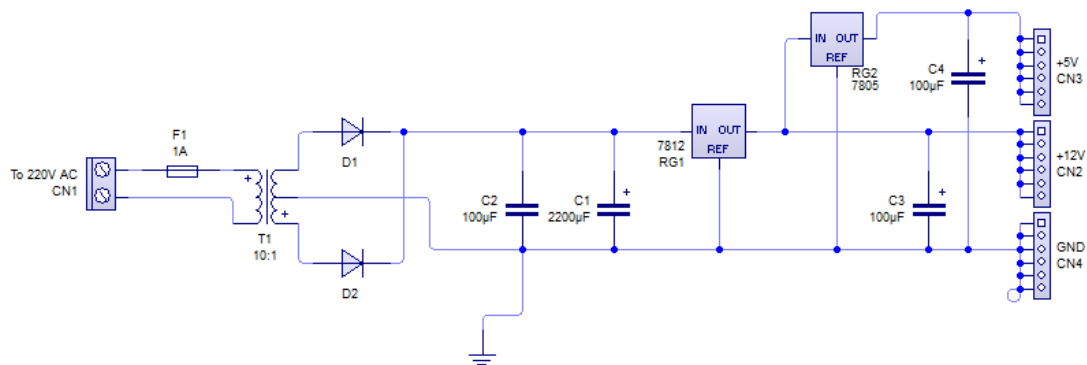 To 220V AC
CN1
F1
1A
+
+
T1
10:1
D1
D2
C2
100µF
+
C1
2200µF
IN OUT
REF
7812
RG1
IN OUT
REF
RG2
7805
+
C4
100µF
+
C3
100µF
+5V
CN3
+12V
CN2
GND
CN4